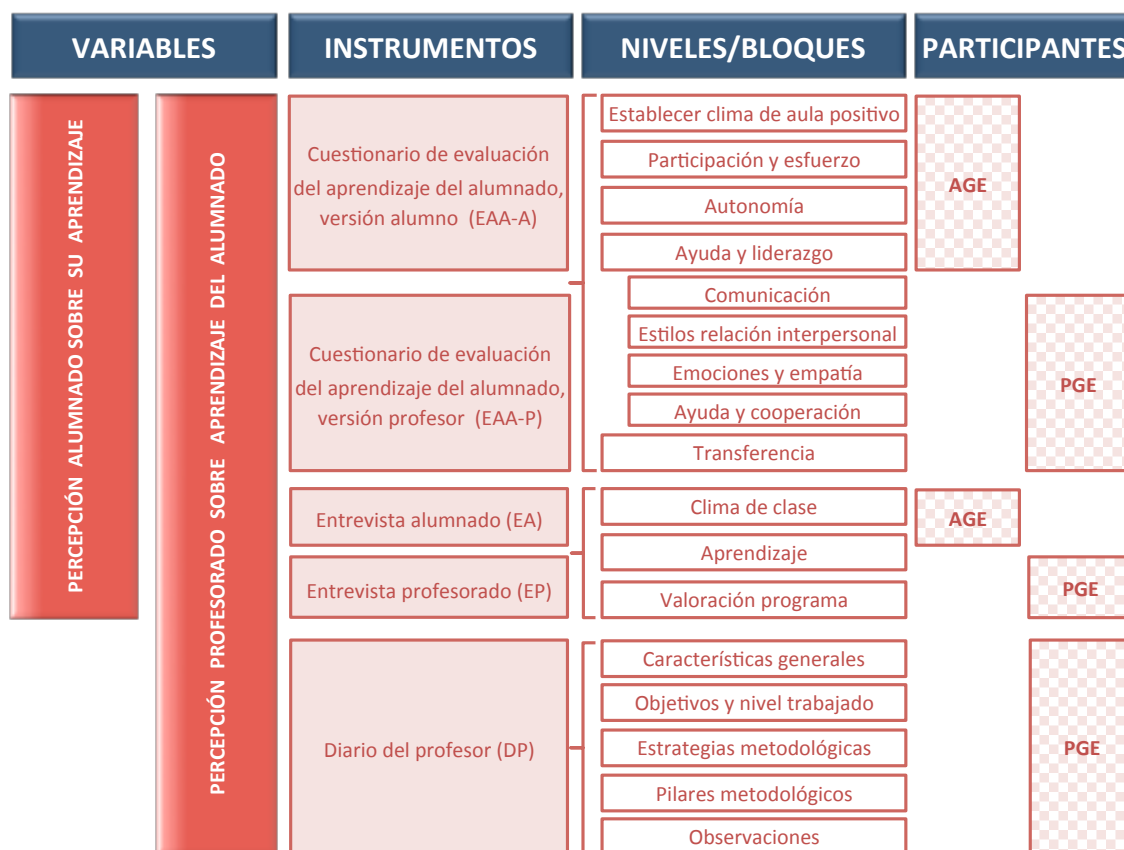 VARIABLES
INSTRUMENTOS
NIVELES/BLOQUES
PARTICIPANTES
PERCEPCIÓN ALUMNADO SOBRE SU APRENDIZAJE
PERCEPCIÓN PROFESORADO SOBRE APRENDIZAJE DEL ALUMNADO
Cuestionario de evaluación
del aprendizaje del alumnado,
versión alumno (EAA-A)
Cuestionario de evaluación
del aprendizaje del alumnado,
versión profesor (EAA-P)
Establecer clima de aula positivo
Participación y esfuerzo
Autonomía
Ayuda y liderazgo
Comunicación
Estilos relación interpersonal
Emociones y empatía
Ayuda y cooperación
Transferencia
AGE
PGE
Entrevista alumnado (EA)
Entrevista profesorado (EP)
Clima de clase
Aprendizaje
Valoración programa
AGE
PGE
Diario del profesor (DP)
Características generales
Objetivos y nivel trabajado
Estrategias metodológicas
Pilares metodológicos
Observaciones
PGE